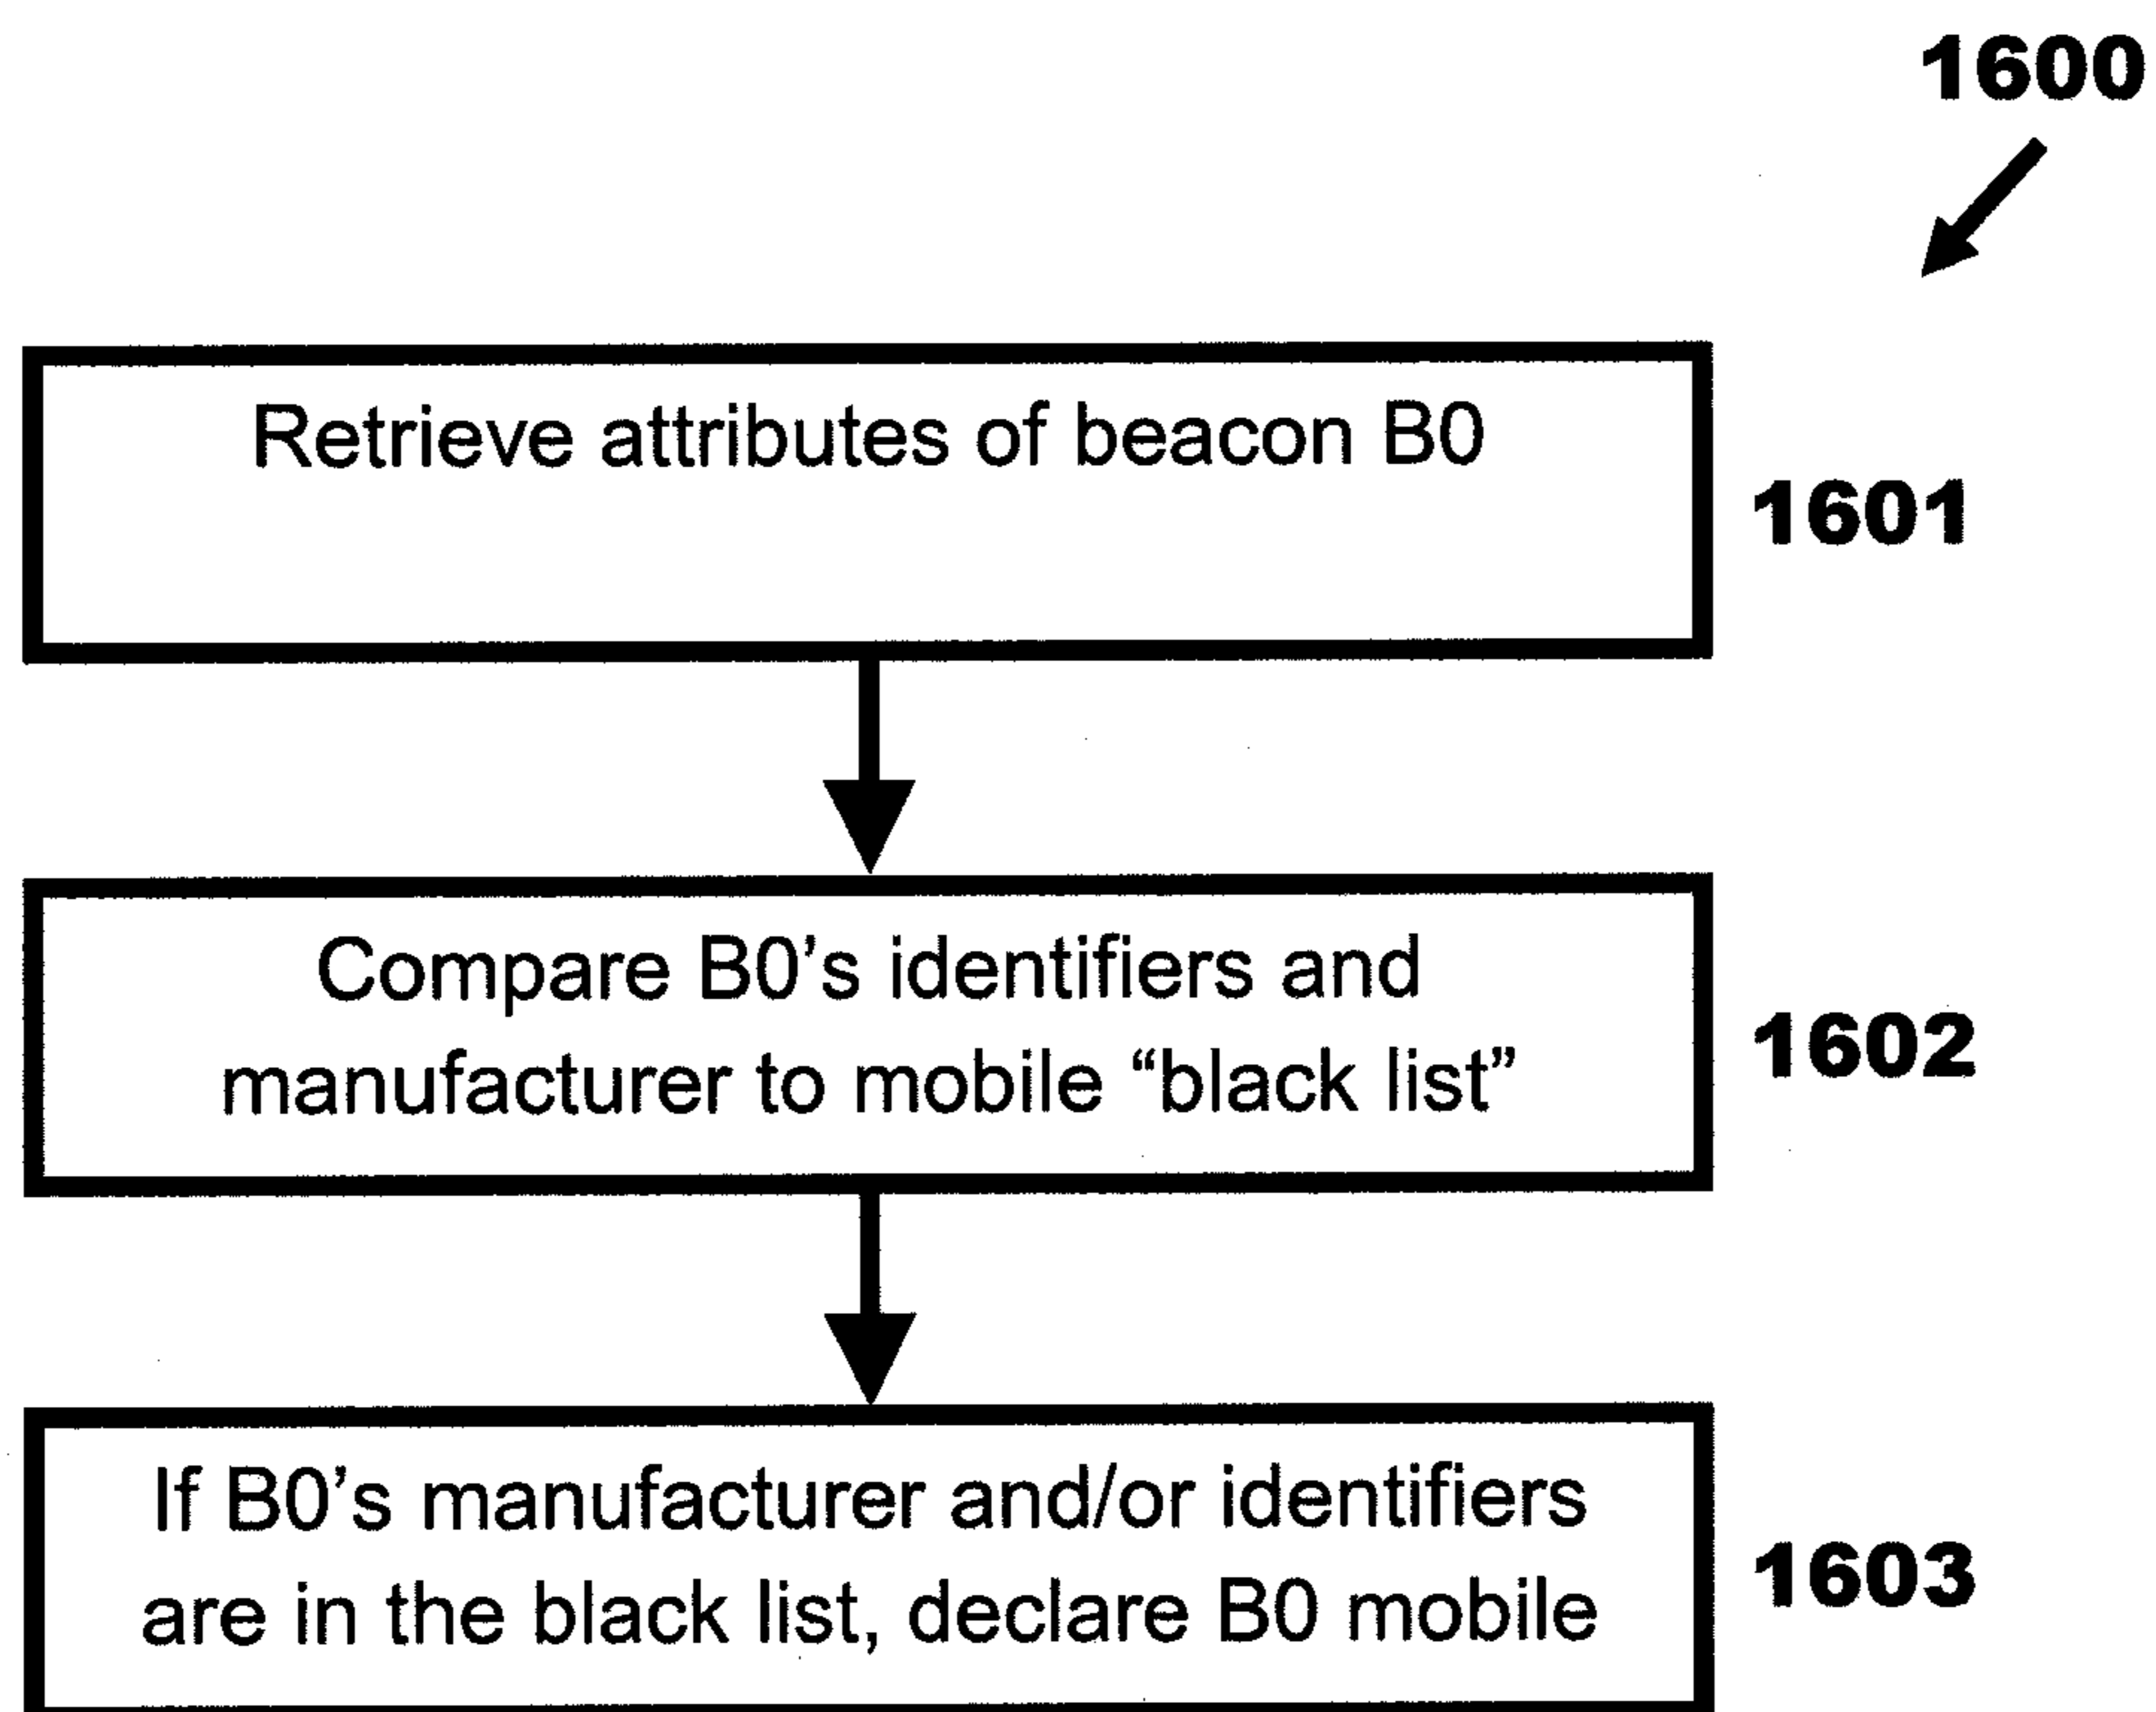 1600
Retrieve attributes of beacon B0
1601
Compare B0’s identifiers and
manufacturer to mobile “black list”
1602
If B0’s manufacturer and/or identifiers
are in the black list, declare B0 mobile
1603